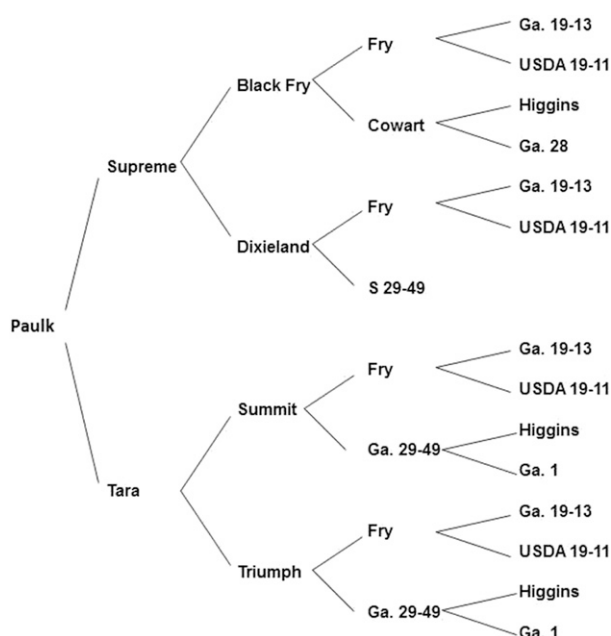 Ga. 19-13
Fry
USDA 19-11
Black Fry
Higgins
Cowart
Ga. 28
Supreme
Ga. 19-13
Fry
USDA 19-11
Dixieland
S 29-49
Paulk
Ga. 19-13
Fry
USDA 19-11
Summit
Higgins
Ga. 29-49
Ga. 1
Tara
Ga. 19-13
Fry
USDA 19-11
Triumph
Higgins
Ga. 29-49
Ga. 1